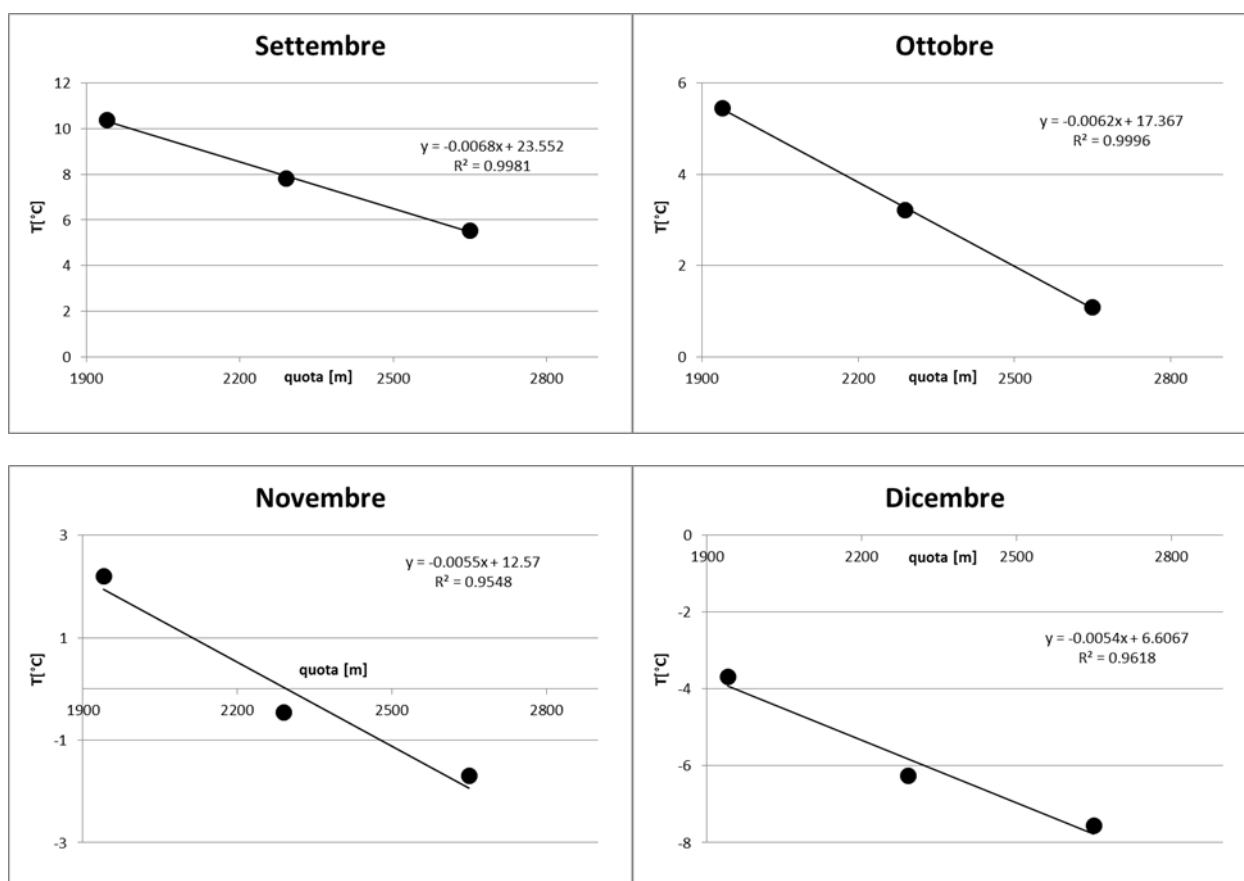 Settembre
12
10
8
6
4
2
0
T[°C]
y = -0.0068x + 23.552
R² = 0.9981
1900
2200
2500
2800
quota [m]
Ottobre
6
4
2
0
T[°C]
y = -0.0062x + 17.367
R² = 0.9996
1900
2200
2500
2800
quota [m]
Novembre
3
1
-1
-3
T[°C]
y = -0.0055x + 12.57
R² = 0.9548
quota [m]
1900
2200
2500
2800
Dicembre
0
-2
-4
-6
-8
T[°C]
1900
2200
2500
2800
quota [m]
y = -0.0054x + 6.6067
R² = 0.9618